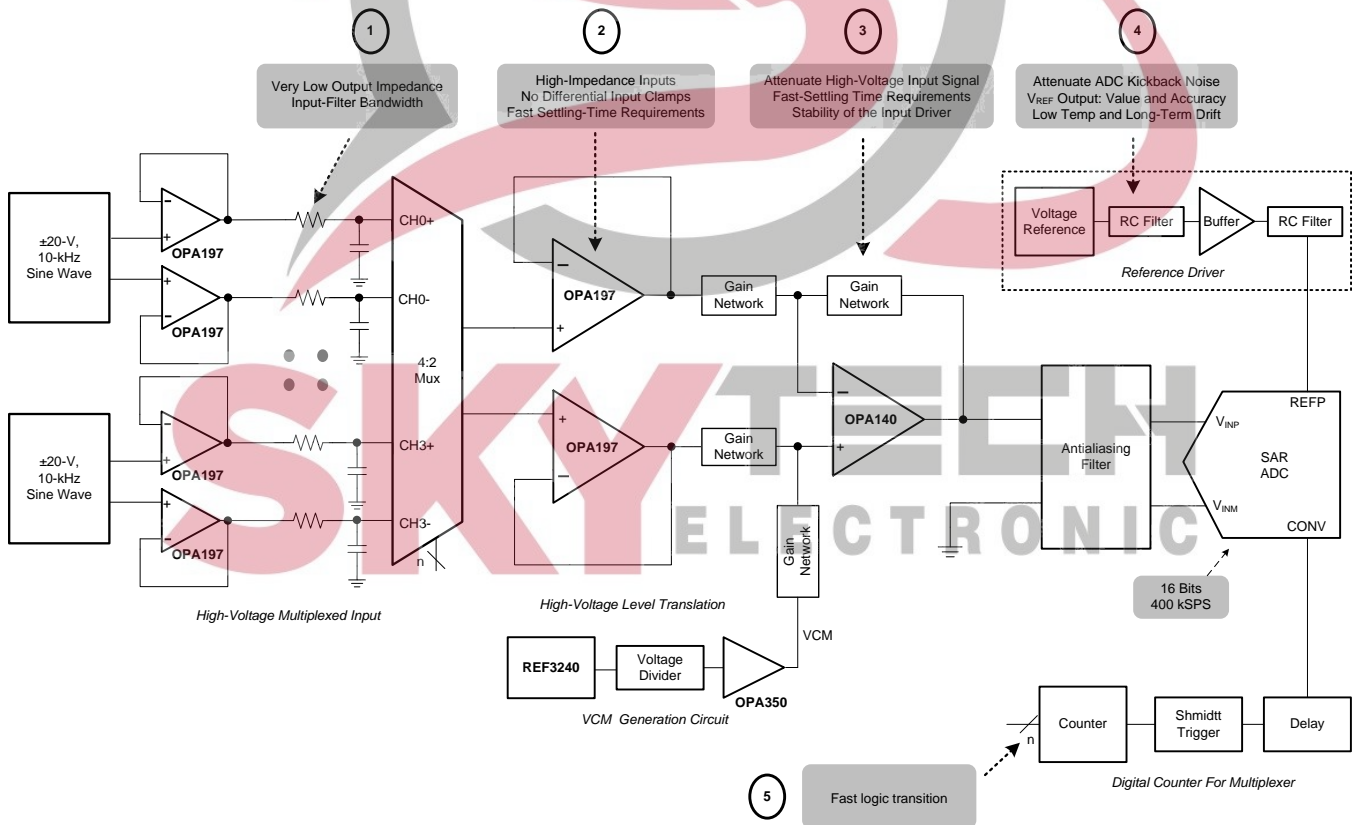 1
2
3
4
Very Low Output Impedance
Input-Filter Bandwidth
High-Impedance Inputs
No Differential Input Clamps
Fast Settling-Time Requirements
Attenuate High-Voltage Input Signal
Fast-Settling Time Requirements
Stability of the Input Driver
Attenuate ADC Kickback Noise
VREF Output: Value and Accuracy
Low Temp and Long-Term Drift
±20-V,
10-kHz
Sine Wave
OPA197
OPA197
CH0+
CH0-
4:2
Mux
CH3+
CH3-
n
±20-V,
10-kHz
Sine Wave
OPA197
OPA197
High-Voltage Multiplexed Input
OPA197
OPA197
High-Voltage Level Translation
Gain
Network
Gain
Network
Gain
Network
Gain
Network
OPA140
VCM
REF3240
Voltage
Divider
OPA350
VCM Generation Circuit
Voltage
Reference
RC Filter
Buffer
RC Filter
Reference Driver
Antialiasing
Filter
REFP
VINP
SAR
ADC
VINM
CONV
16 Bits
400 kSPS
n
Counter
Shmidtt
Trigger
Delay
Digital Counter For Multiplexer
5
Fast logic transition
SKYTECH
ELECTRONIC